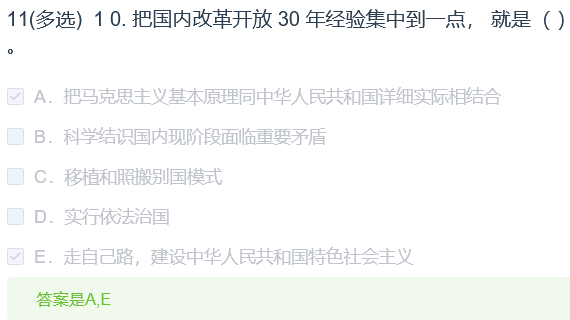 11(多选) 1 0. 把国内改革开放 30 年经验集中到一点， 就是（ ）
。
A. 把马克思主义基本原理同中华人民共和国详细实际相结合
B. 科学结识国内现阶段面临重要矛盾
C. 移植和照搬别国模式
D. 实行依法治国
E. 走自己路，建设中华人民共和国特色社会主义
答案是A,E